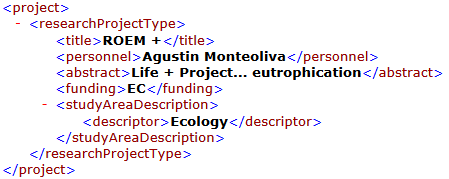 <project>
- <researchProjectType>
<title>ROEM +</title>
<personnel>Agustin Monteoliva</personnel>
<abstract>Life + Project... eutrophication</abstract>
<funding>EC</funding>
- <studyAreaDescription>
<descriptor>Ecology</descriptor>
</studyAreaDescription>
</researchProjectType>
</project>